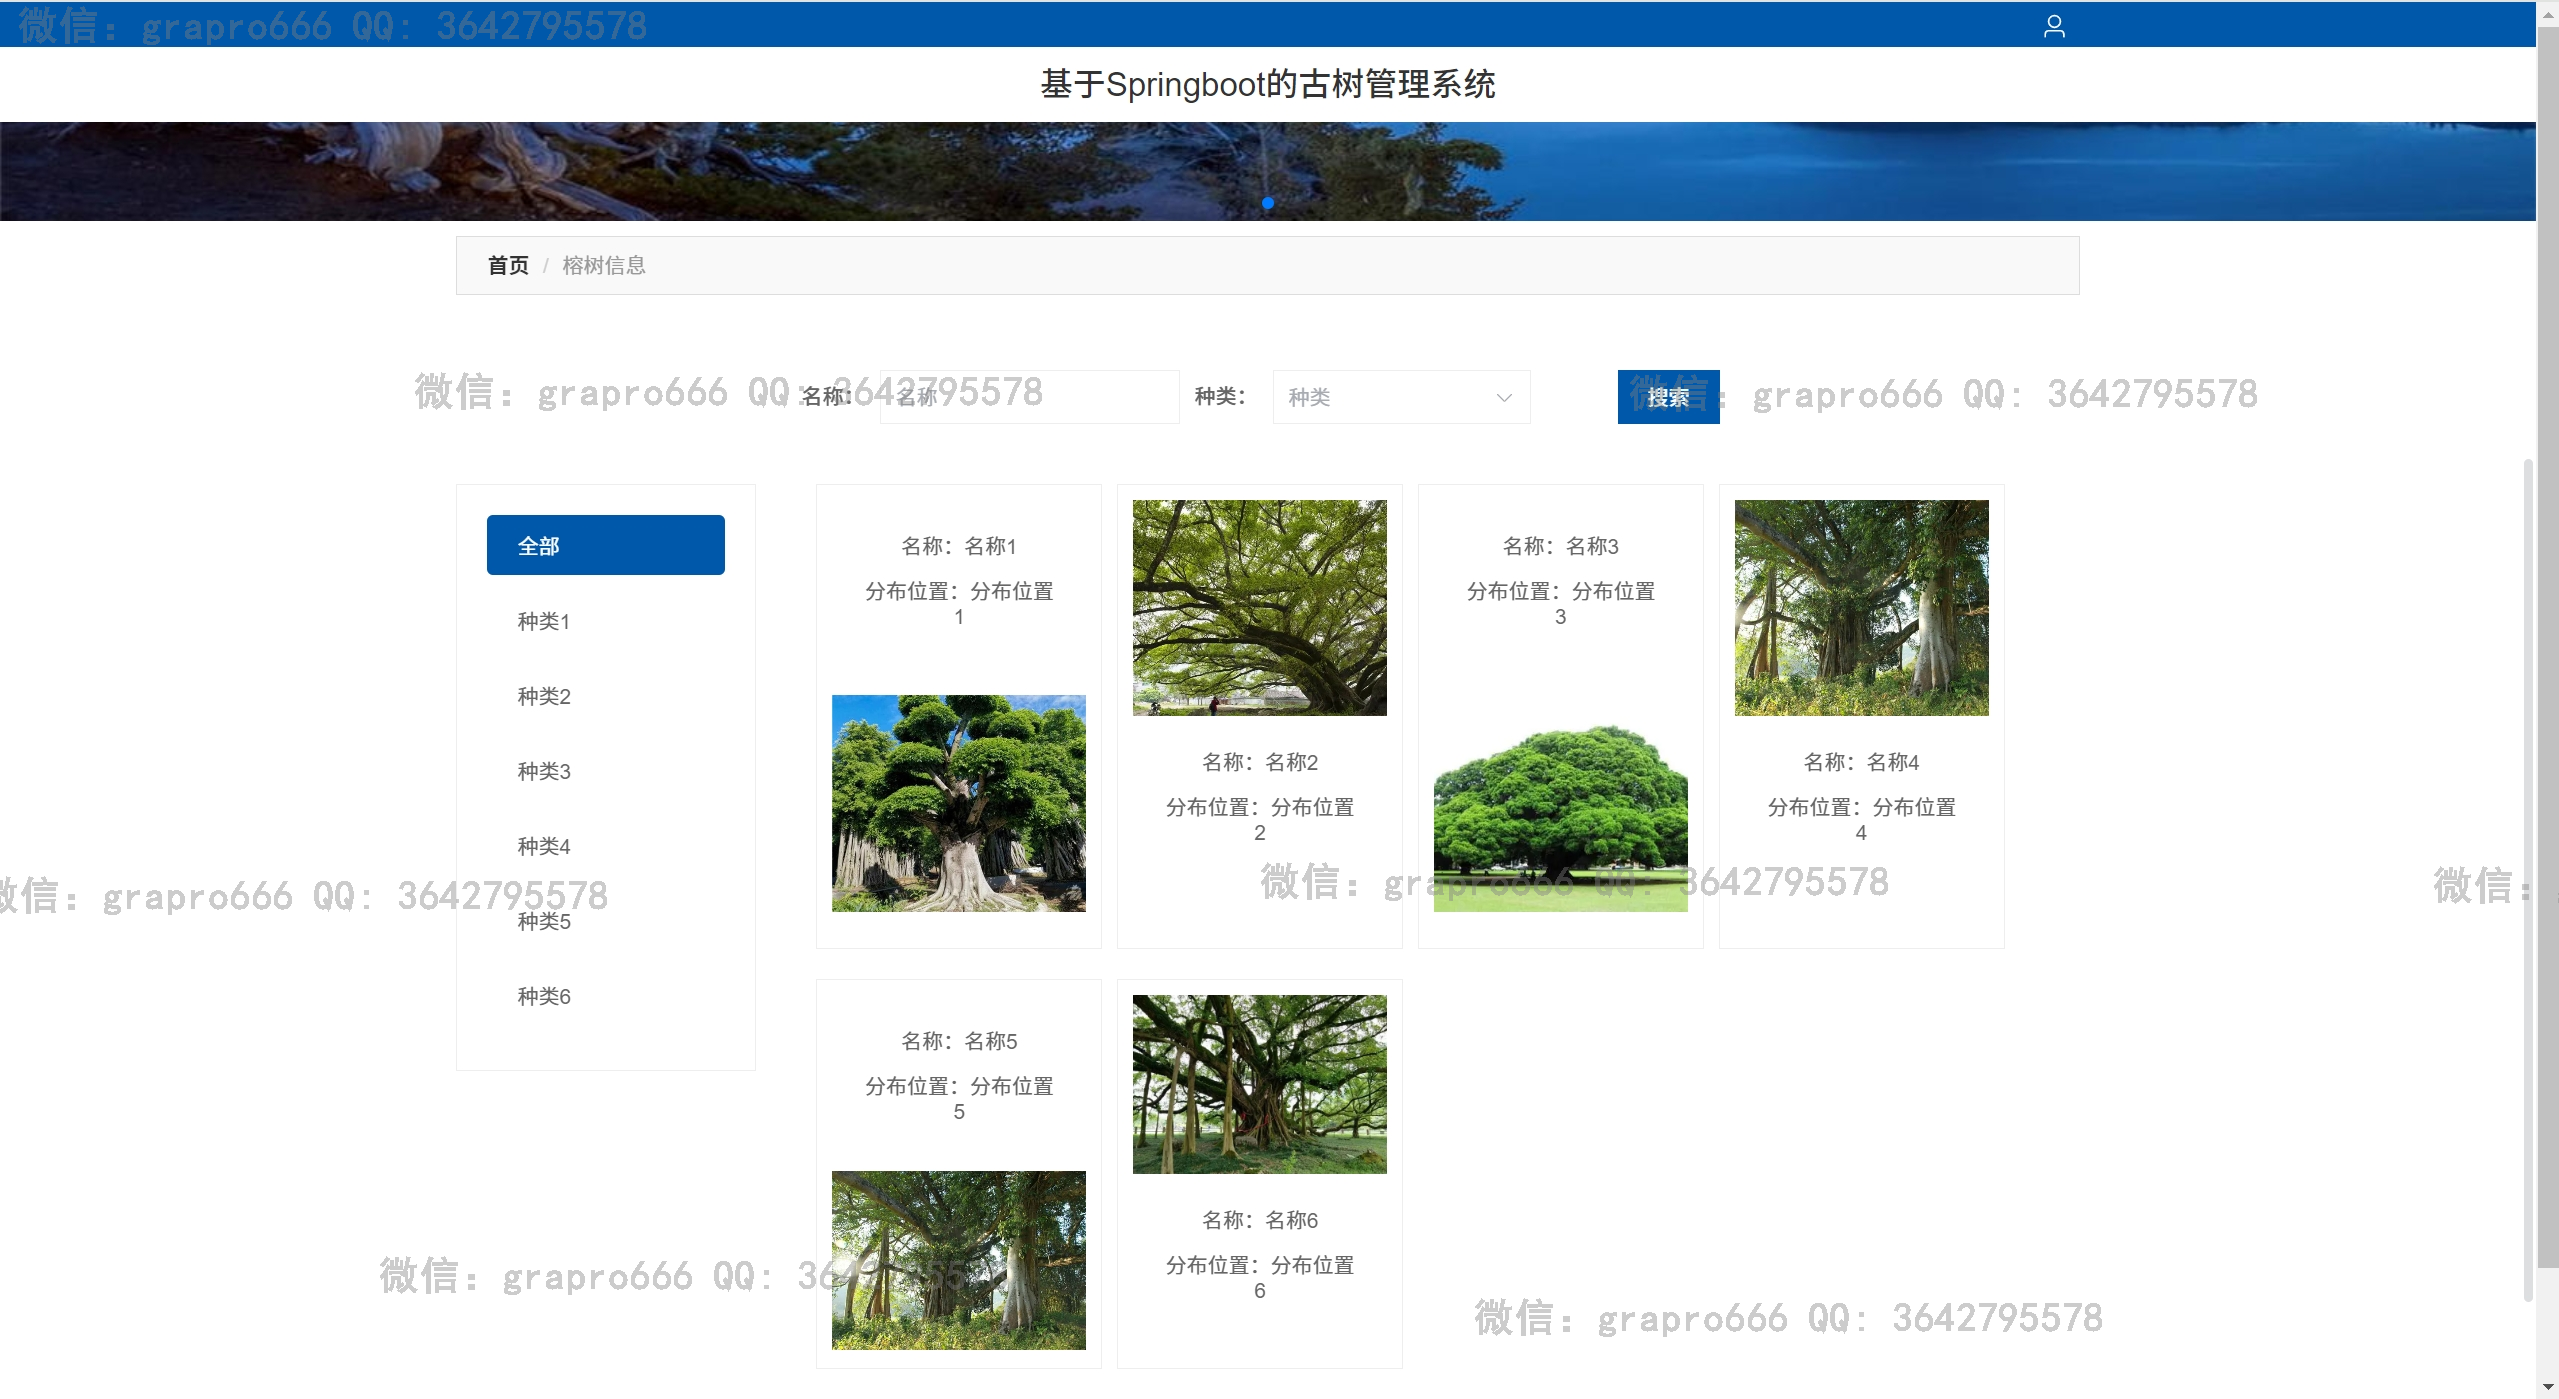 微信：grapro666 QQ: 3642795578
基于Springboot的古树管理系统
首页 / 榕树信息
微信：grapro666 QQ: 3642795578
名称： 名称 种类： 种类 搜索
微信：grapro666 QQ: 3642795578
全部
种类1
种类2
种类3
种类4
种类5
种类6
名称：名称1
分布位置：分布位置
1
名称：名称2
分布位置：分布位置
2
名称：名称3
分布位置：分布位置
3
名称：名称4
分布位置：分布位置
4
微信：grapro666 QQ: 3642795578
微信：grapro666 QQ: 3642795578
微信：
名称：名称5
分布位置：分布位置
5
名称：名称6
分布位置：分布位置
6
微信：grapro666 QQ: 3642795578
微信：grapro666 QQ: 3642795578